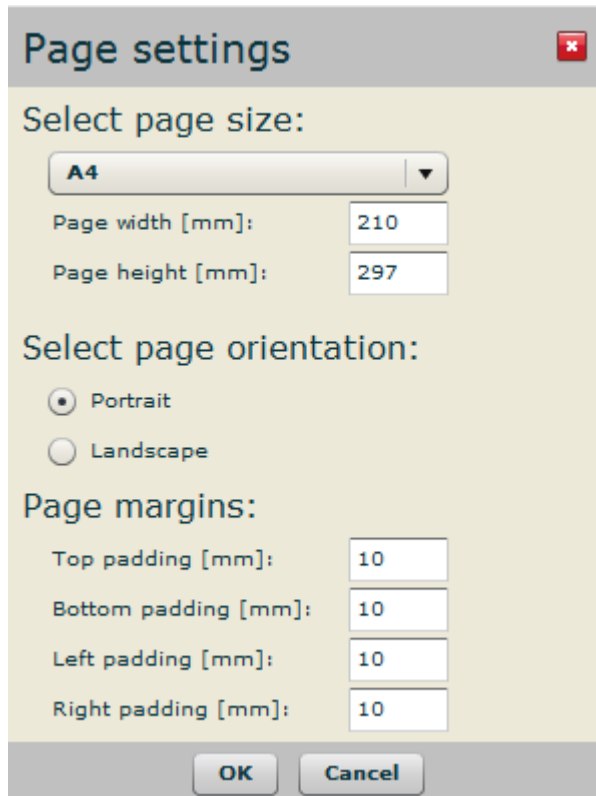 Page settings
Select page size:
A4
Page width [mm]: 210
Page height [mm]: 297
Select page orientation:
Portrait
Landscape
Page margins:
Top padding [mm]: 10
Bottom padding [mm]: 10
Left padding [mm]: 10
Right padding [mm]: 10
OK Cancel